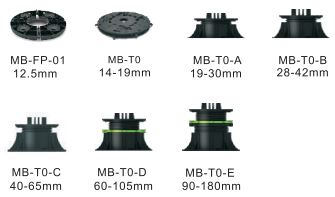 MB-FP-01
12.5mm
MB-T0
14-19mm
MB-T0-A
19-30mm
MB-T0-B
28-42mm
MB-T0-C
40-65mm
MB-T0-D
60-105mm
MB-T0-E
90-180mm